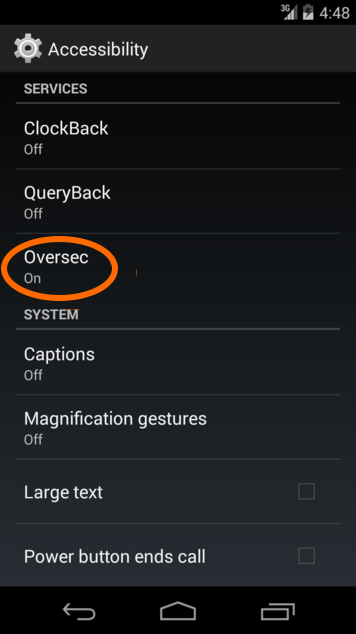 3G 4:48
Accessibility
SERVICES
ClockBack
Off
QueryBack
Off
Oversec
On
SYSTEM
Captions
Off
Magnification gestures
Off
Large text
Power button ends call